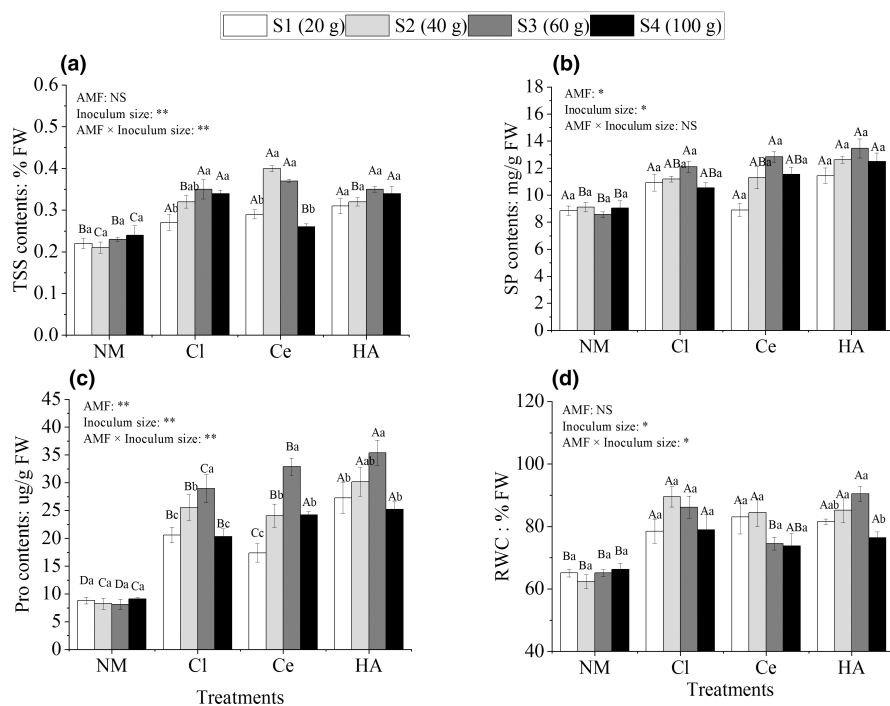 S1 (20 g) S2 (40 g) S3 (60 g) S4 (100 g)
(a)
AMF: NS
Inoculum size: **
AMF × Inoculum size: **
TSS contents: % FW
0.6
0.5
0.4
0.3
0.2
0.1
0.0
Ba Ca Ba Ca
Ab Bab Aa Aa
Ab Aa Aa Bb
Aa Aa Aa Aa
NM Cl Ce HA
(b)
AMF: *
Inoculum size: *
AMF × Inoculum size: NS
SP contents: mg/g FW
18
16
14
12
10
8
6
4
2
0
Aa Ba Ba Ba
Aa ABa Aa ABa
Aa ABa Aa ABa
Aa Aa Aa Aa
NM Cl Ce HA
(c)
AMF: **
Inoculum size: **
AMF × Inoculum size: **
Pro contents: ug/g FW
45
40
35
30
25
20
15
10
5
0
Da Ca Da Ca
Bc Bb Ca Bc
Cc Bb Ba Bb
Ab Aab Aa Ab
NM Cl Ce HA
Treatments
(d)
AMF: NS
Inoculum size: *
AMF × Inoculum size: *
RWC : % FW
120
100
80
60
40
Ba Ba Ba Ba
Aa Aa Aa Aa
Aa Aa Ba ABa
Aab Aa Aa Ab
NM Cl Ce HA
Treatments